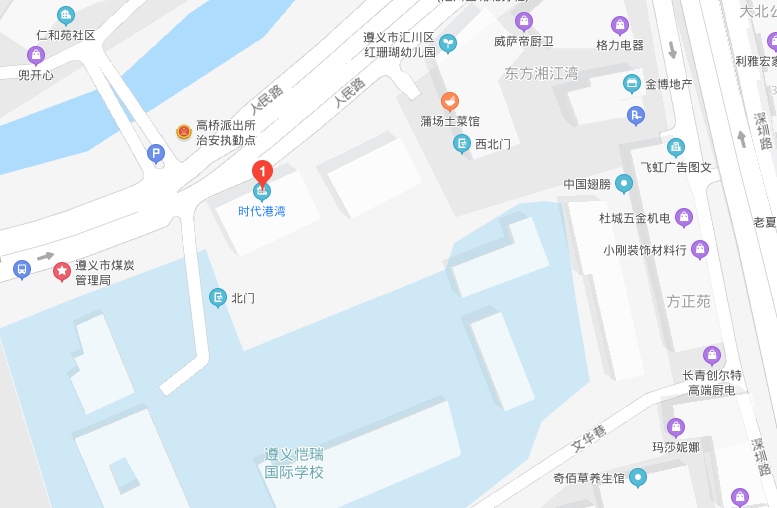 仁和苑社区
兜开心
遵义市汇川区
红珊瑚幼儿园
威萨帝厨卫
格力电器
大北公
利雅宏家
东方湘江湾
金博地产
人民路
人民路
高桥派出所
治安执勤点
P
蒲场土菜馆
西北门
深圳路
飞虹广告图文
1
时代港湾
中国翅膀
杜城五金机电
老夏
小刚装饰材料行
遵义市煤炭
管理局
北门
方正苑
长青创尔特
高端厨电
文华巷
玛莎妮娜
深圳路
遵义恺瑞
国际学校
奇佰草养生馆